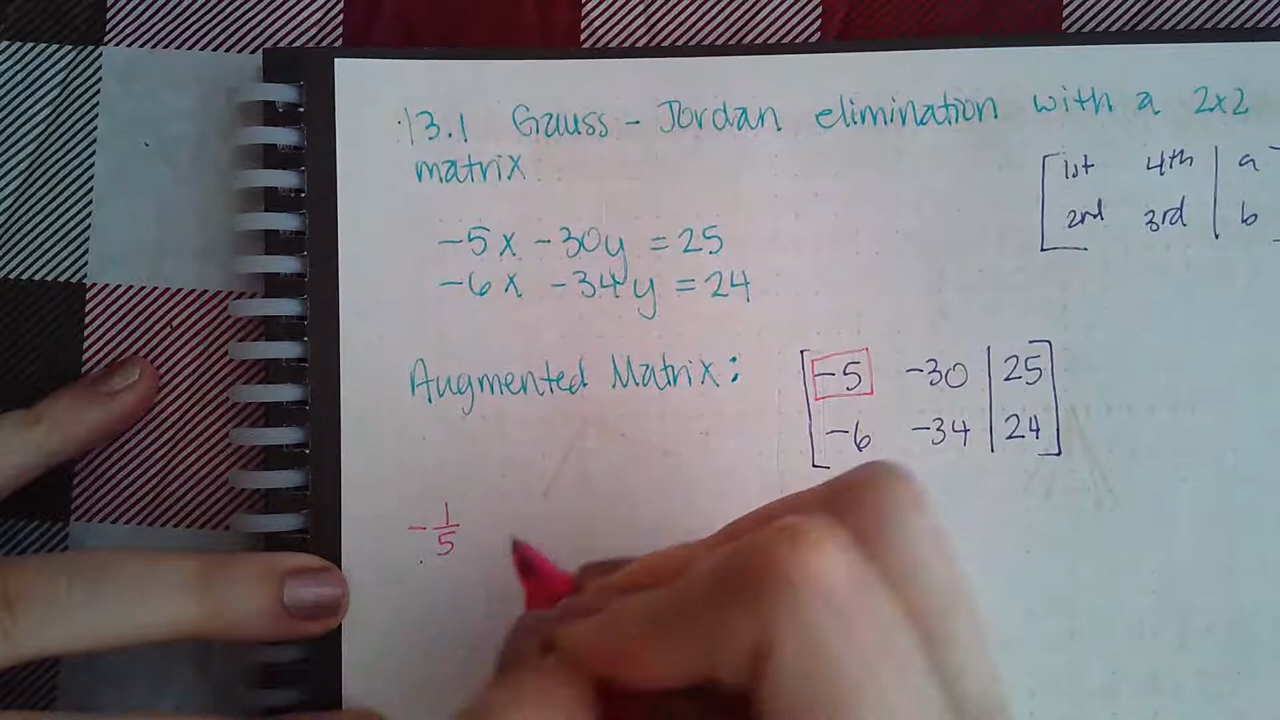 13.1 Gauss-Jordan elimination with a 2x2
matrix
1st 4th | a
2nd 3rd | b
-5x -30y = 25
-6x -34y = 24
Augmented Matrix:
-5 -30 | 25
-6 -34 | 24
-1/5